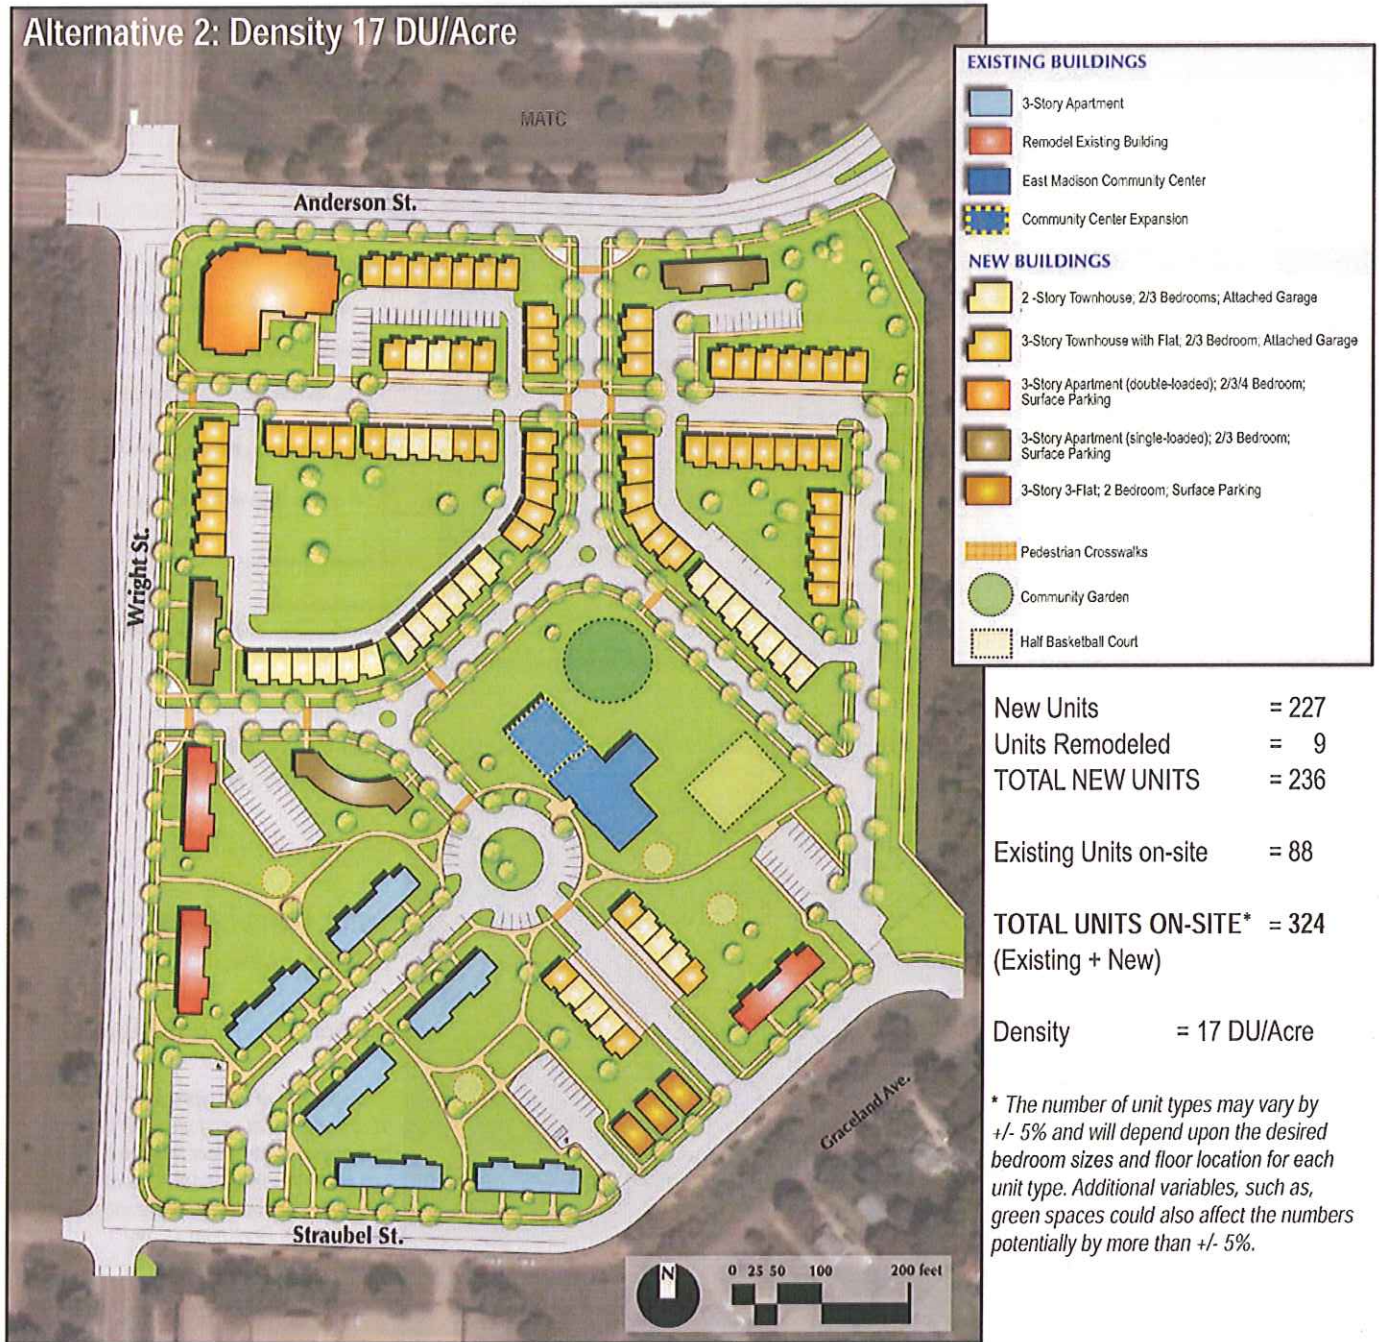 Alternative 2: Density 17 DU/Acre
MATC
Anderson St.
Wright St.
Graceland Ave.
Straubel St.
N
0 25 50 100 200 feet
EXISTING BUILDINGS
3-Story Apartment
Remodel Existing Building
East Madison Community Center
Community Center Expansion
NEW BUILDINGS
2 -Story Townhouse, 2/3 Bedrooms; Attached Garage
3-Story Townhouse with Flat, 2/3 Bedroom, Attached Garage
3-Story Apartment (double-loaded); 2/3/4 Bedroom;
Surface Parking
3-Story Apartment (single-loaded); 2/3 Bedroom;
Surface Parking
3-Story 3-Flat; 2 Bedroom; Surface Parking
Pedestrian Crosswalks
Community Garden
Half Basketball Court
New Units = 227
Units Remodeled = 9
TOTAL NEW UNITS = 236
Existing Units on-site = 88
TOTAL UNITS ON-SITE* = 324
(Existing + New)
Density = 17 DU/Acre
* The number of unit types may vary by
+/- 5% and will depend upon the desired
bedroom sizes and floor location for each
unit type. Additional variables, such as,
green spaces could also affect the numbers
potentially by more than +/- 5%.